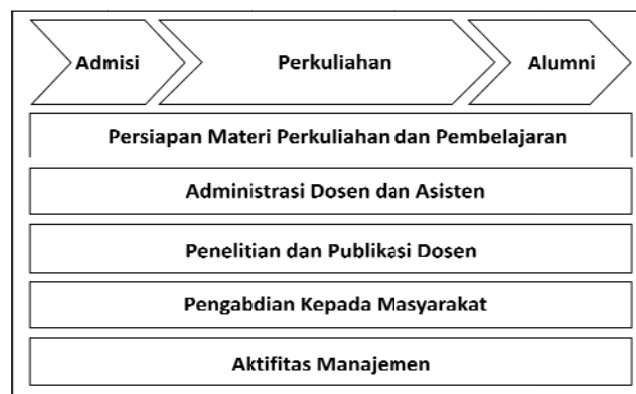 Admisi
Perkuliahan
Alumni
Persiapan Materi Perkuliahan dan Pembelajaran
Administrasi Dosen dan Asisten
Penelitian dan Publikasi Dosen
Pengabdian Kepada Masyarakat
Aktifitas Manajemen